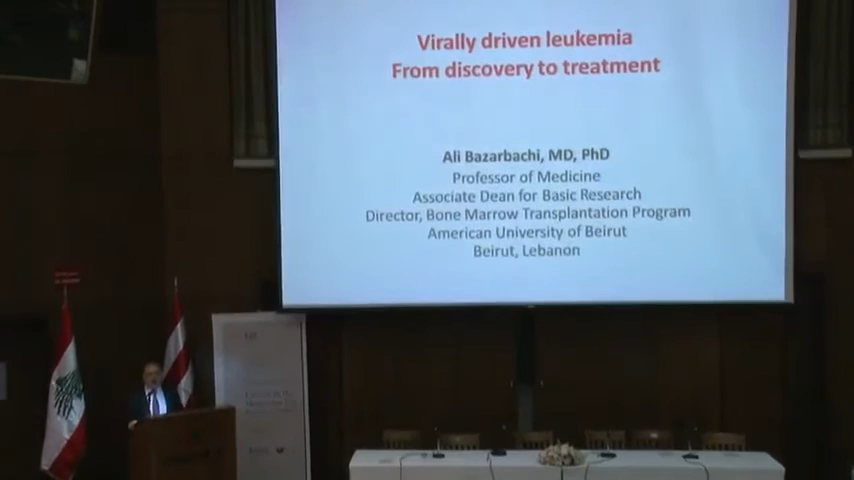 Virally driven leukemia
From discovery to treatment
Ali Bazarbachi, MD, PhD
Professor of Medicine
Associate Dean for Basic Research
Director, Bone Marrow Transplantation Program
American University of Beirut
Beirut, Lebanon